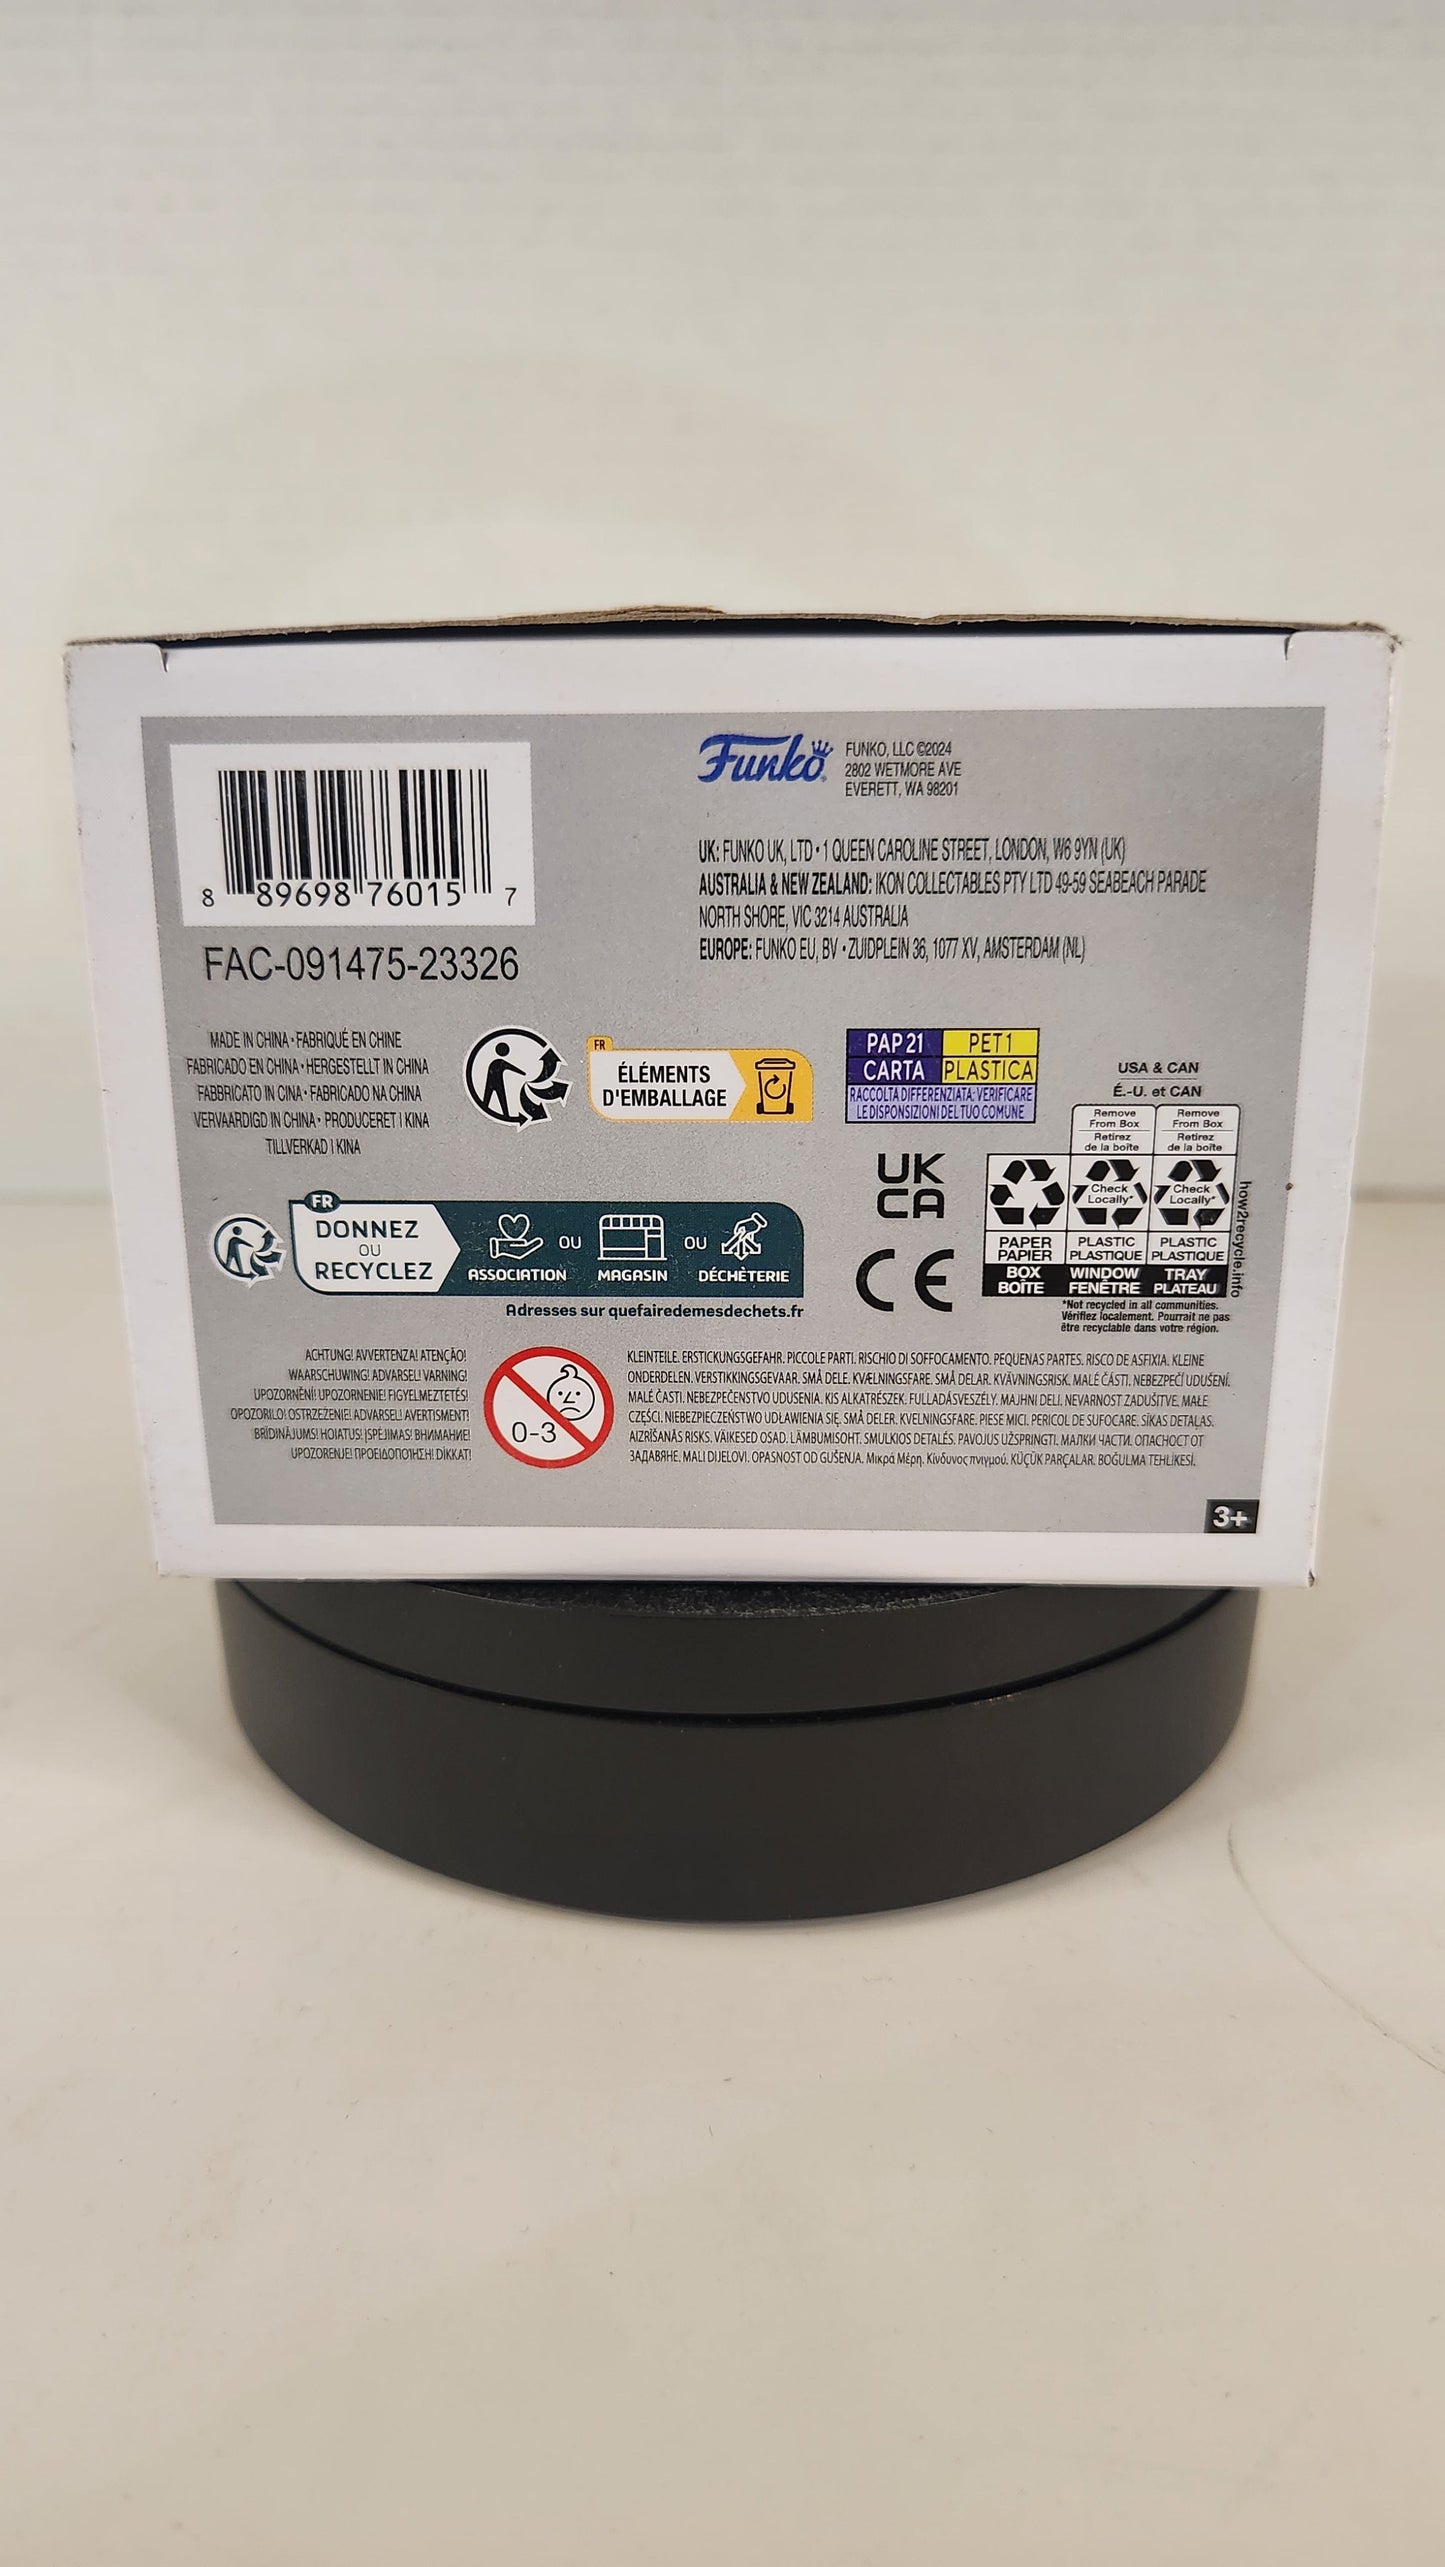 8 89698 76015 7
FAC-091475-23326
Funko
FUNKO, LLC ©2024
2802 WETMORE AVE
EVERETT, WA 98201
UK: FUNKO UK, LTD • 1 QUEEN CAROLINE STREET, LONDON, W6 9YN (UK)
AUSTRALIA & NEW ZEALAND: IKON COLLECTABLES PTY LTD 49-59 SEABEACH PARADE
NORTH SHORE, VIC 3214 AUSTRALIA
EUROPE: FUNKO EU, BV • ZUIDPLEIN 36, 1077 XV, AMSTERDAM (NL)
MADE IN CHINA • FABRIQUÉ EN CHINE
FABRICADO EN CHINA • HERGESTELLT IN CHINA
FABBRICATO IN CINA • FABRICADO NA CHINA
VERVAARDIGD IN CHINA • PRODUCERET I KINA
TILLVERKAD I KINA
FR
ÉLÉMENTS
D'EMBALLAGE
PAP 21 PET 1
CARTA PLASTICA
RACCOLTA DIFFERENZIATA: VERIFICARE
LE DISPOSIZIONI DEL TUO COMUNE
USA & CAN
É.-U. et CAN
Remove
From Box
Retirez
de la boîte
Remove
From Box
Retirez
de la boîte
Check
Locally*
Check
Locally*
PAPER
PAPIER
PLASTIC
PLASTIQUE
PLASTIC
PLASTIQUE
BOX
BOÎTE
WINDOW
FENÊTRE
TRAY
PLATEAU
how2recycle.info
*Not recycled in all communities.
Vérifiez localement. Pourrait ne pas
être recyclable dans votre région.
UK
CA
CE
FR
DONNEZ
OU
RECYCLEZ
ASSOCIATION
OU
MAGASIN
OU
DÉCHÈTERIE
Adresses sur quefairedemesdechets.fr
ACHTUNG! AVVERTENZA! ATENÇÃO!
WAARSCHUWING! ADVARSEL! VARNING!
UPOZORNĚNÍ! UPOZORNENIE! FIGYELMEZTETÉS!
OPOZORILO! OSTRZEŻENIE! ADVARSEL! AVERTISMENT!
BRĪDINĀJUMS! HOIATUS! ĮSPĖJIMAS! ВНИМАНИЕ!
UPOZORENJE! ΠΡΟΕΙΔΟΠΟΙΗΣΗ! DİKKAT!
0-3
KLEINTEILE. ERSTICKUNGSGEFAHR. PICCOLE PARTI. RISCHIO DI SOFFOCAMENTO. PEQUENAS PARTES. RISCO DE ASFIXIA. KLEINE
ONDERDELEN. VERSTIKKINGSGEVAAR. SMÅ DELE. KVÆLNINGSFARE. SMÅ DELAR. KVÄVNINGSRISK. MALÉ ČÁSTI. NEBEZPEČÍ UDUŠENÍ.
MALÉ ČASTI. NEBEZPEČENSTVO UDUSENIA. KIS ALKATRÉSZEK. FULLADÁSVESZÉLY. MAJHNI DELI. NEVARNOST ZADUŠITVE. MAŁE
CZĘŚCI. NIEBEZPIECZEŃSTWO UDŁAWIENIA SIĘ. SMÅ DELER. KVELNINGSFARE. PIESE MICI. PERICOL DE SUFOCARE. SĪKAS DETAĻAS.
AIZRĪŠANĀS RISKS. VÄIKESED OSAD. LÄMBUMISOHT. SMULKIOS DETALĖS. PAVOJUS UŽSPRINGTI. МАЛКИ ЧАСТИ. ОПАСНОСТ ОТ
ЗАДАВЯНЕ. MALI DIJELOVI. OPASNOST OD GUŠENJA. Μικρά Μέρη. Κίνδυνος πνιγμού. KÜÇÜK PARÇALAR. BOĞULMA TEHLİKESİ.
3+